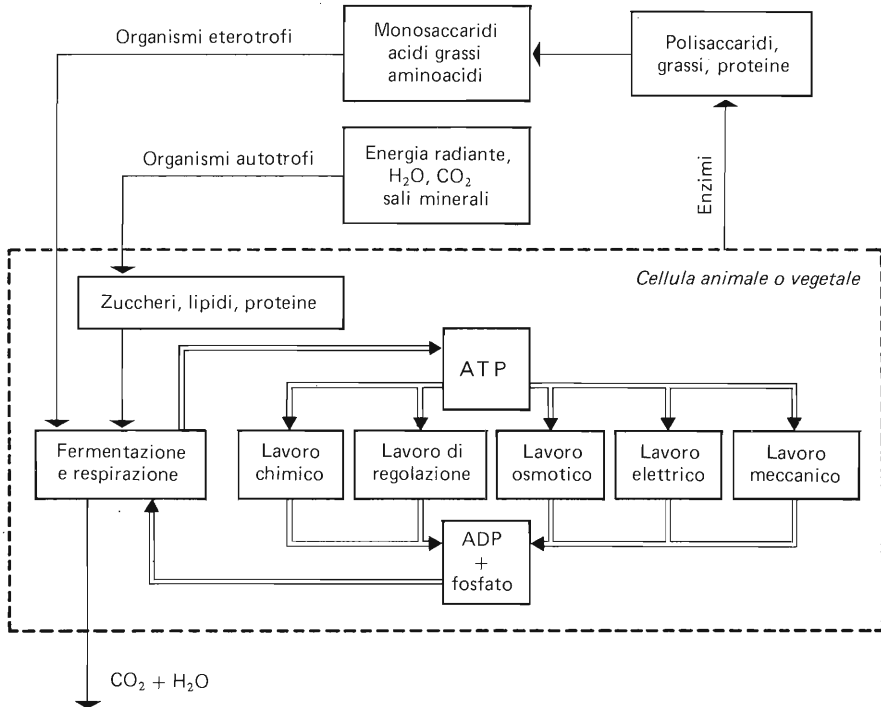 Organismi eterotrofi
Monosaccaridi
acidi grassi
aminoacidi
Polisaccaridi,
grassi, proteine
Organismi autotrofi
Energia radiante,
H₂O, CO₂
sali minerali
Enzimi
Cellula animale o vegetale
Zuccheri, lipidi, proteine
ATP
Fermentazione
e respirazione
Lavoro
chimico
Lavoro di
regolazione
Lavoro
osmotico
Lavoro
elettrico
Lavoro
meccanico
ADP
+
fosfato
CO₂ + H₂O